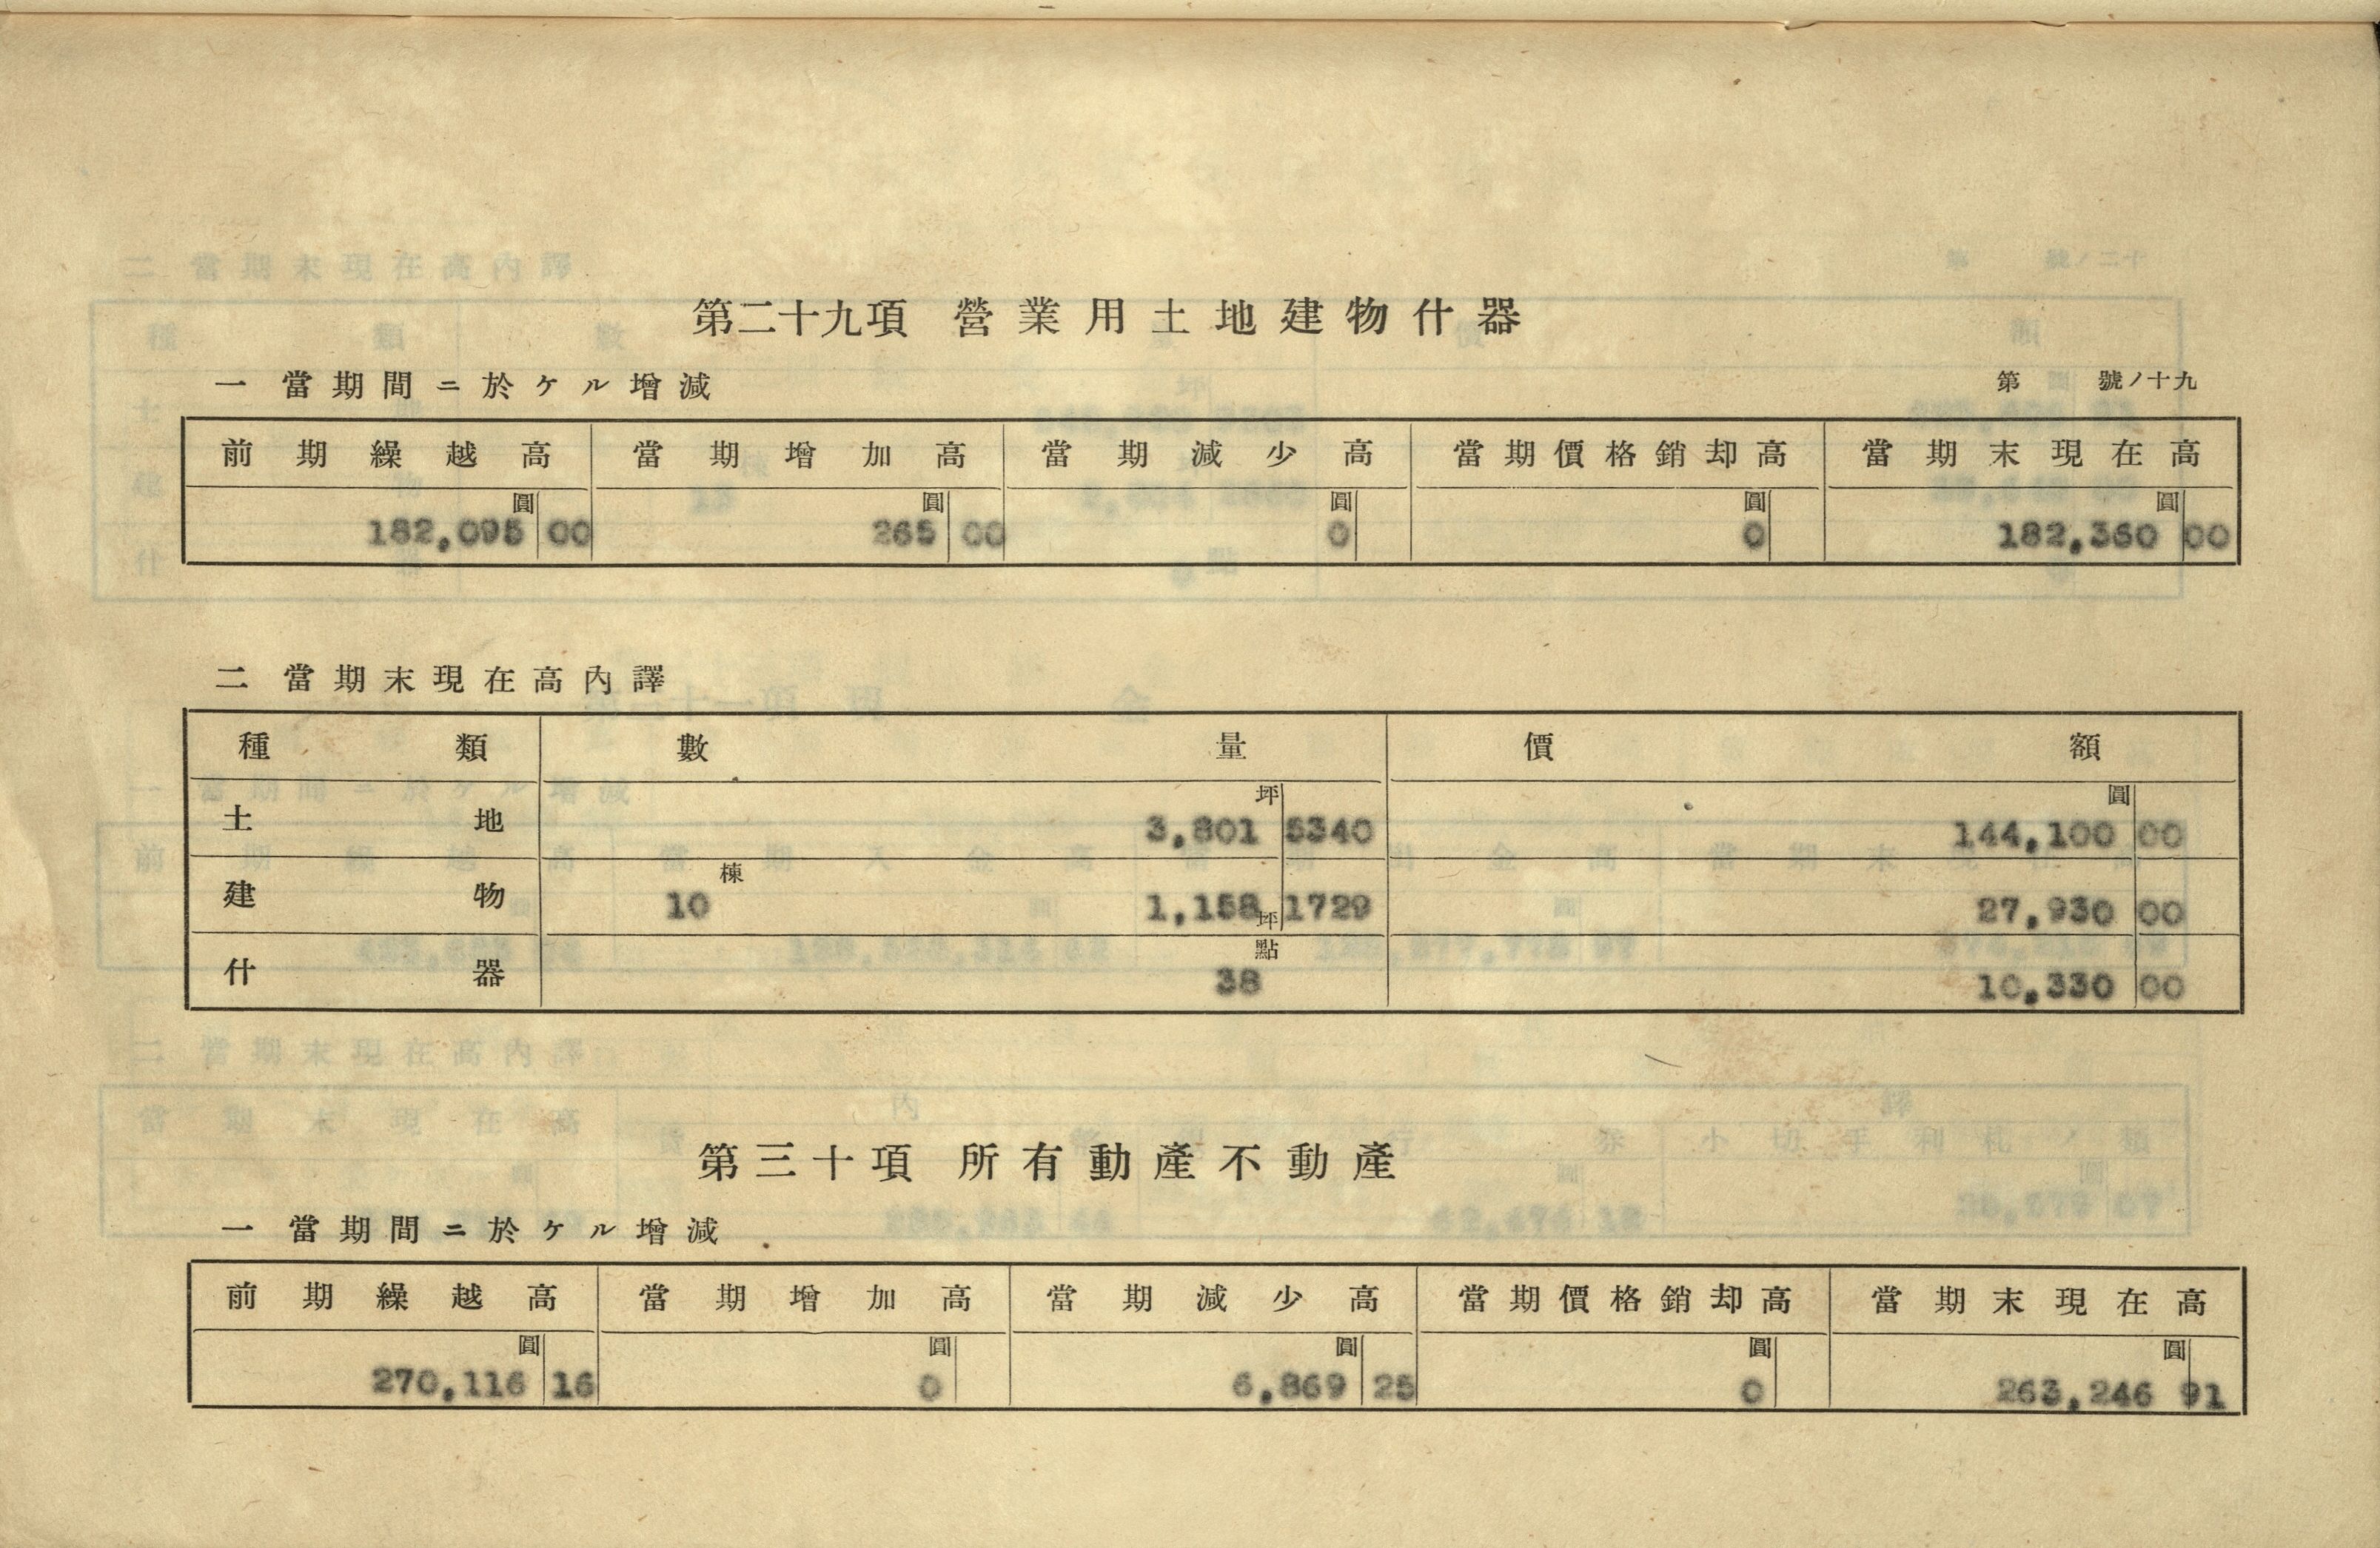 第二十九項 營業用土地建物什器
一 當期間ニ於ケル增減 第 號ノ十九
前期繰越高 當期增加高 當期減少高 當期價格銷却高 當期末現在高
圓 圓 圓 圓 圓
182,095 00 265 00 0 0 182,360 00
二 當期末現在高內譯
種類 數量 價額
坪 圓
土地 3,801 5340 144,100 00
棟
建物 10 1,158坪 1729 27,930 00
點
什器 38 10,330 00
第三十項 所有動產不動產
一 當期間ニ於ケル增減
前期繰越高 當期增加高 當期減少高 當期價格銷却高 當期末現在高
圓 圓 圓 圓 圓
270,116 16 0 6,869 25 0 263,246 91